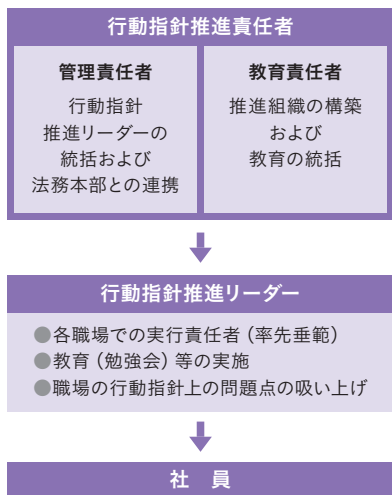 行動指針推進責任者
管理責任者
行動指針
推進リーダーの
統括および
法務本部との連携
教育責任者
推進組織の構築
および
教育の統括
行動指針推進リーダー
●各職場での実行責任者（率先垂範）
●教育（勉強会）等の実施
●職場の行動指針上の問題点の吸い上げ
社　員